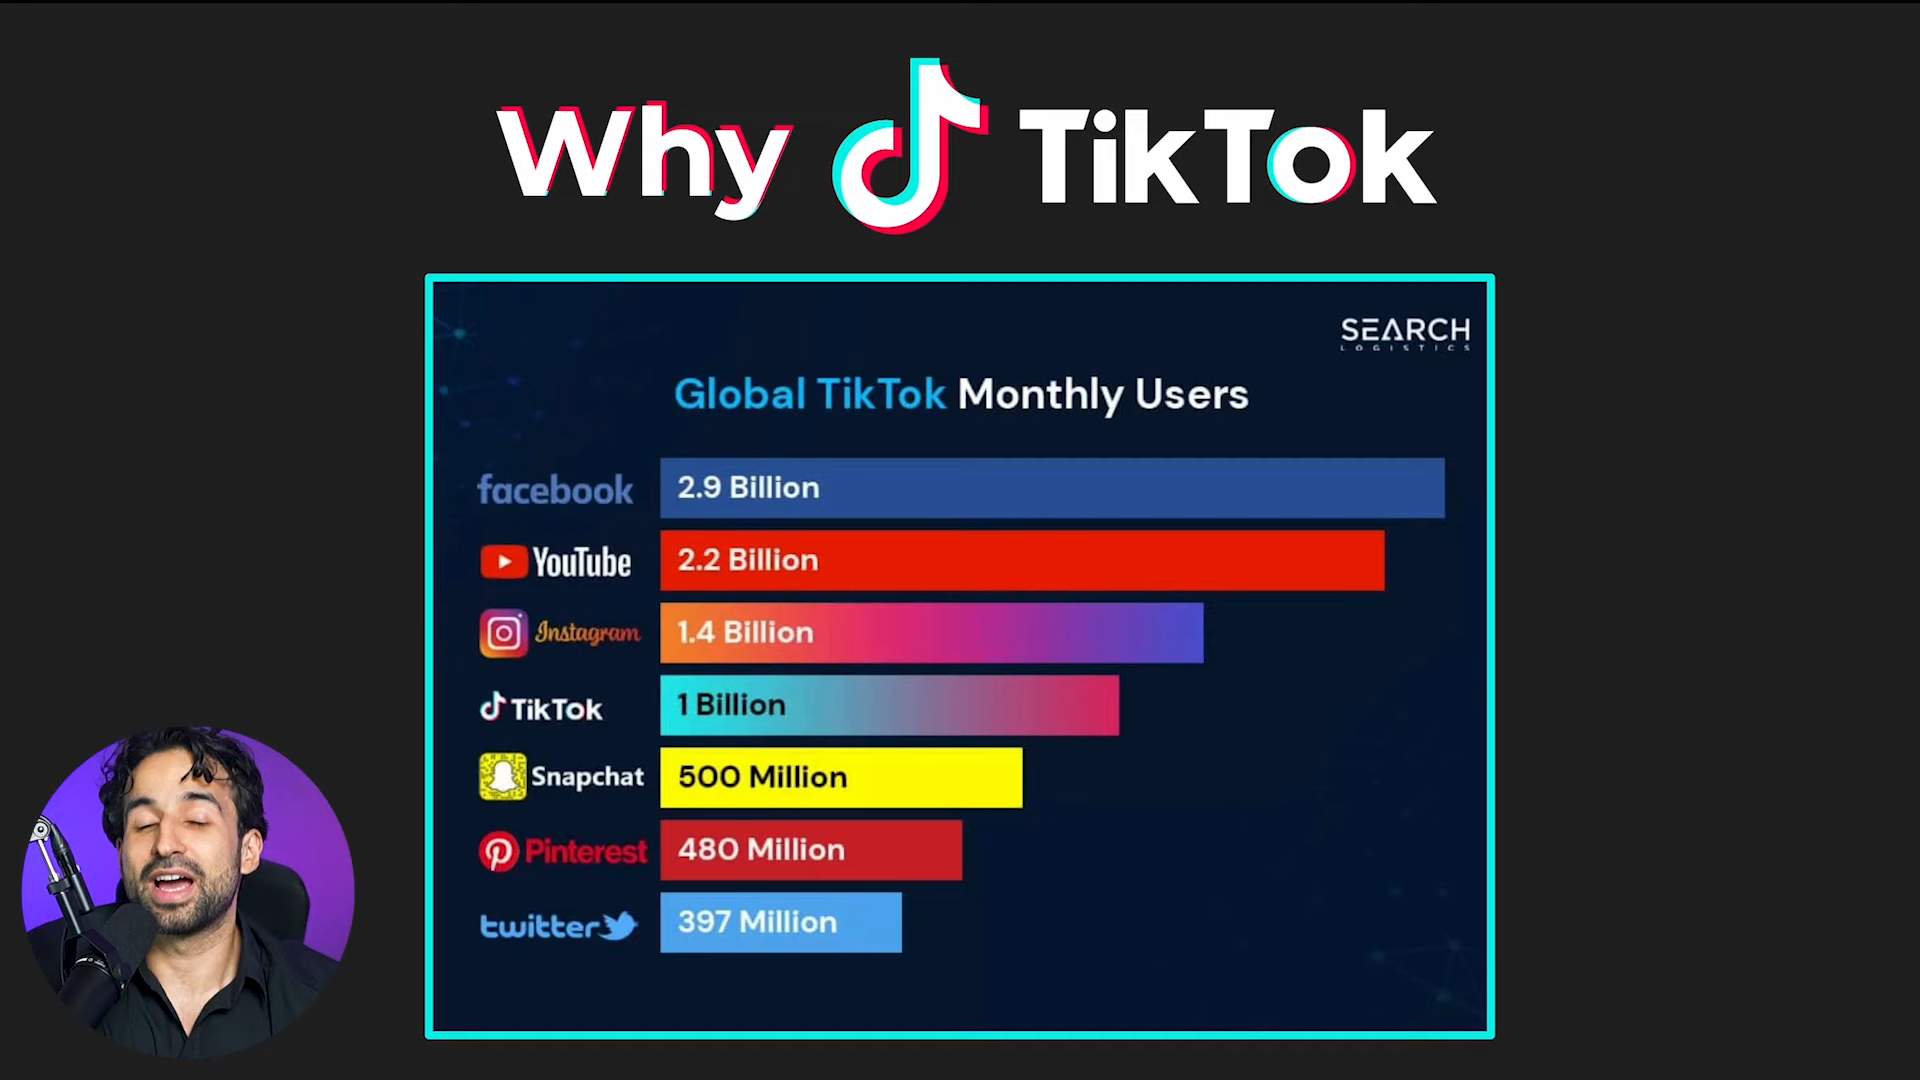 Why TikTok
SEARCH
LOGISTICS
Global TikTok Monthly Users
facebook 2.9 Billion
YouTube 2.2 Billion
Instagram 1.4 Billion
TikTok 1 Billion
Snapchat 500 Million
Pinterest 480 Million
twitter 397 Million